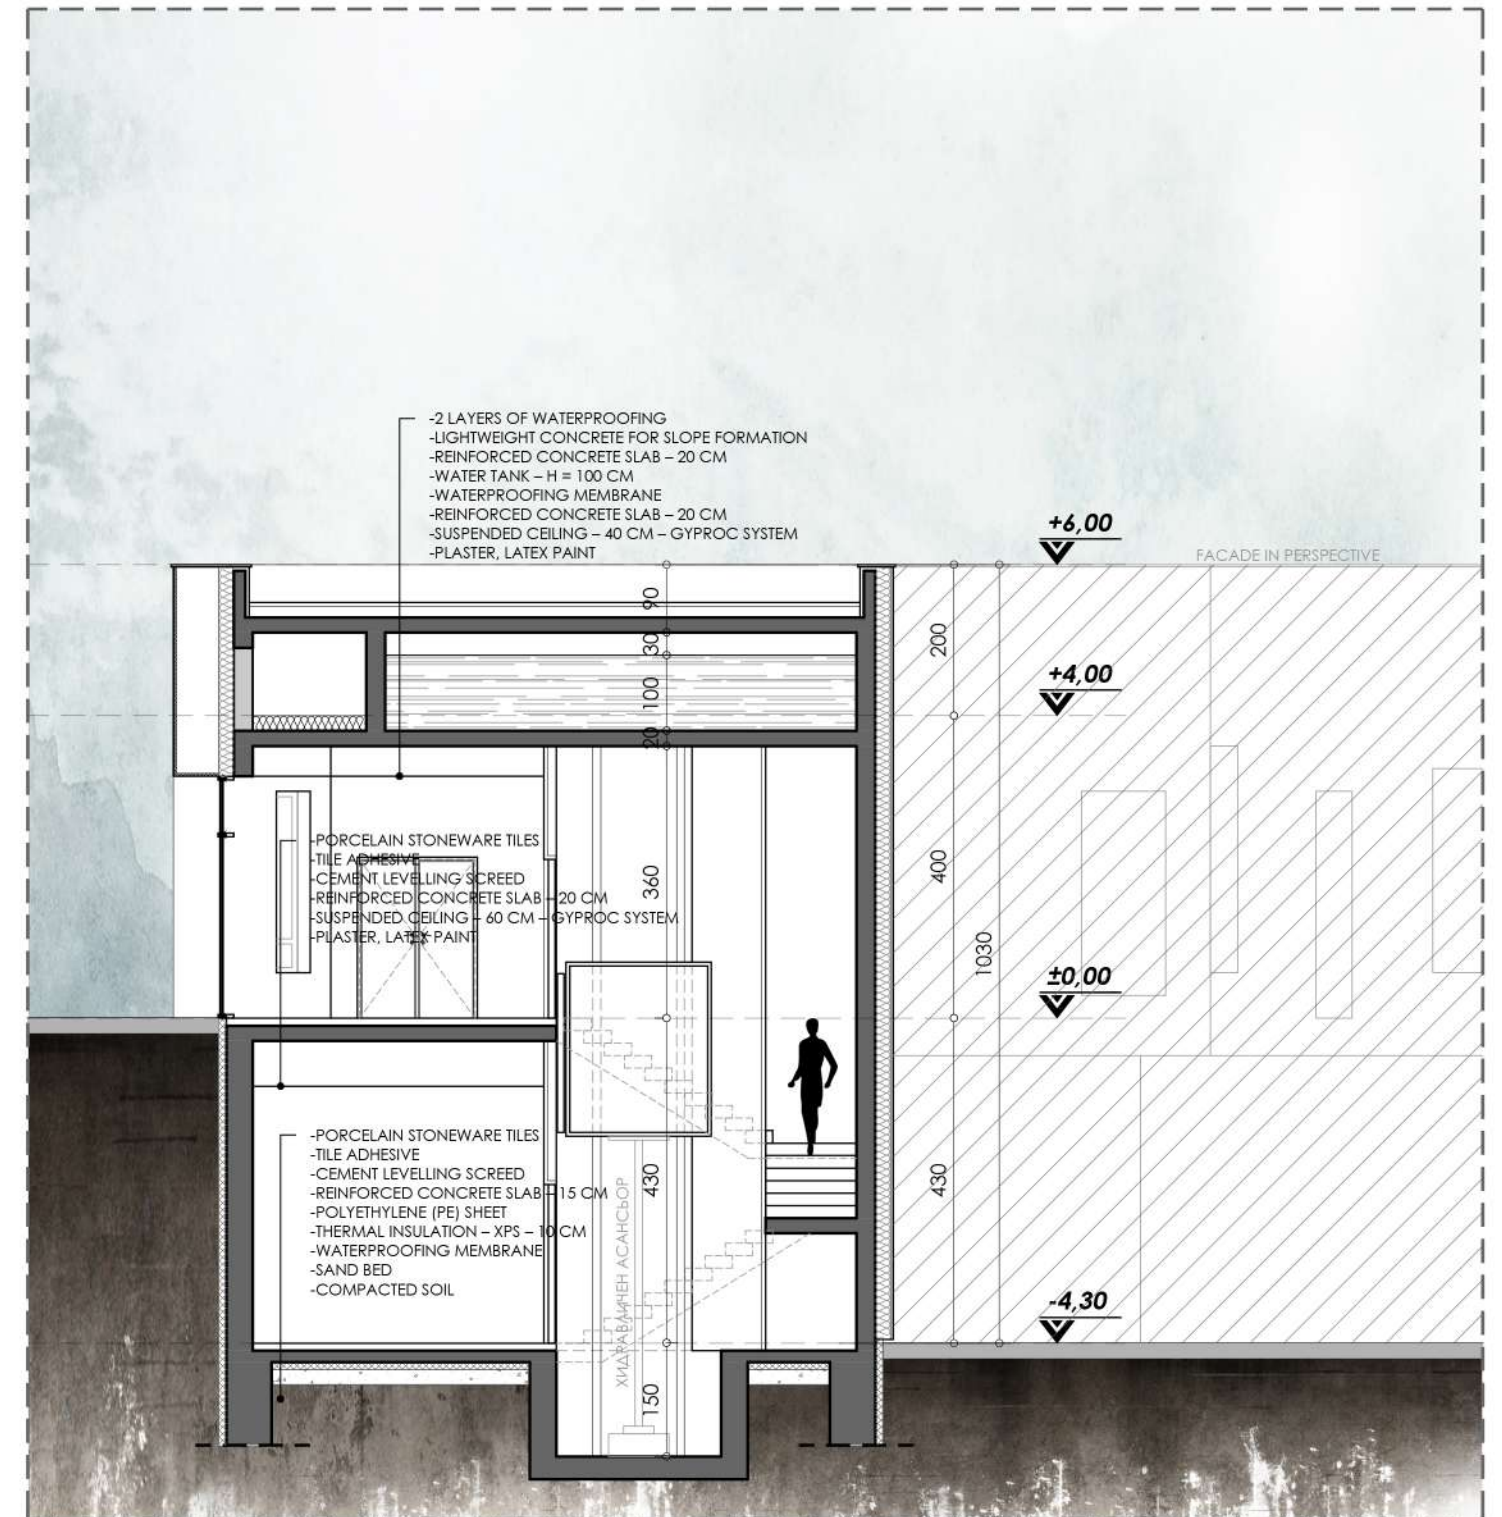 -2 LAYERS OF WATERPROOFING
-LIGHTWEIGHT CONCRETE FOR SLOPE FORMATION
-REINFORCED CONCRETE SLAB – 20 CM
-WATER TANK – H = 100 CM
-WATERPROOFING MEMBRANE
-REINFORCED CONCRETE SLAB – 20 CM
-SUSPENDED CEILING – 40 CM – GYPROC SYSTEM
-PLASTER, LATEX PAINT
+6,00
FACADE IN PERSPECTIVE
90
30
100
20
200
+4,00
-PORCELAIN STONEWARE TILES
-TILE ADHESIVE
-CEMENT LEVELLING SCREED
-REINFORCED CONCRETE SLAB – 20 CM
-SUSPENDED CEILING – 60 CM – GYPROC SYSTEM
-PLASTER, LATEX PAINT
360
400
1030
±0,00
-PORCELAIN STONEWARE TILES
-TILE ADHESIVE
-CEMENT LEVELLING SCREED
-REINFORCED CONCRETE SLAB – 15 CM
-POLYETHYLENE (PE) SHEET
-THERMAL INSULATION – XPS – 10 CM
-WATERPROOFING MEMBRANE
-SAND BED
-COMPACTED SOIL
ХИДРАВЛИЧЕН АСАНСЬОР
430
150
430
-4,30